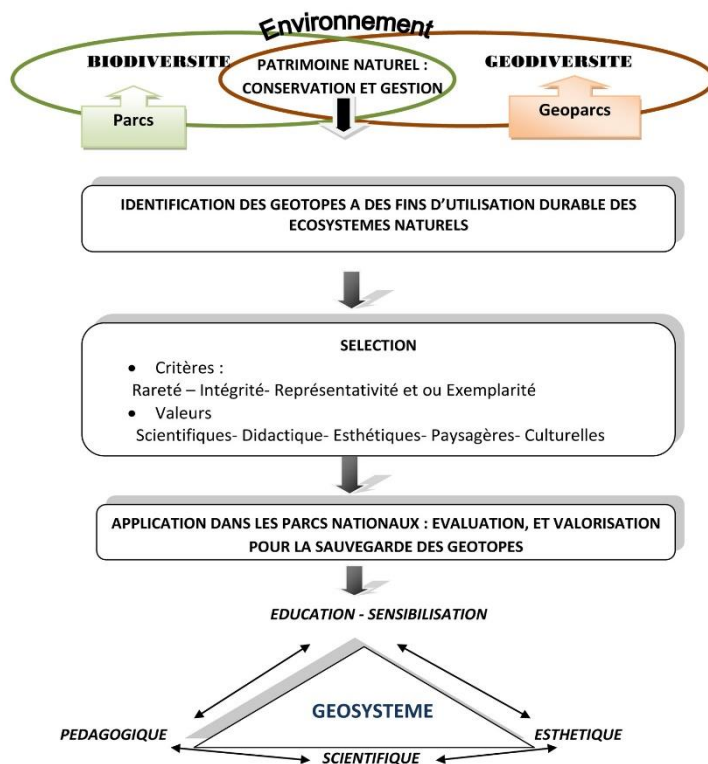 Environnement
BIODIVERSITE
PATRIMOINE NATUREL :
CONSERVATION ET GESTION
GEODIVERSITE
Parcs
Geoparcs
IDENTIFICATION DES GEOTOPES A DES FINS D’UTILISATION DURABLE DES
ECOSYSTEMES NATURELS
SELECTION
• Critères :
Rareté – Intégrité- Représentativité et ou Exemplarité
• Valeurs
Scientifiques- Didactique- Esthétiques- Paysagères- Culturelles
APPLICATION DANS LES PARCS NATIONAUX : EVALUATION, ET VALORISATION
POUR LA SAUVEGARDE DES GEOTOPES
EDUCATION - SENSIBILISATION
GEOSYSTEME
PEDAGOGIQUE
ESTHETIQUE
SCIENTIFIQUE